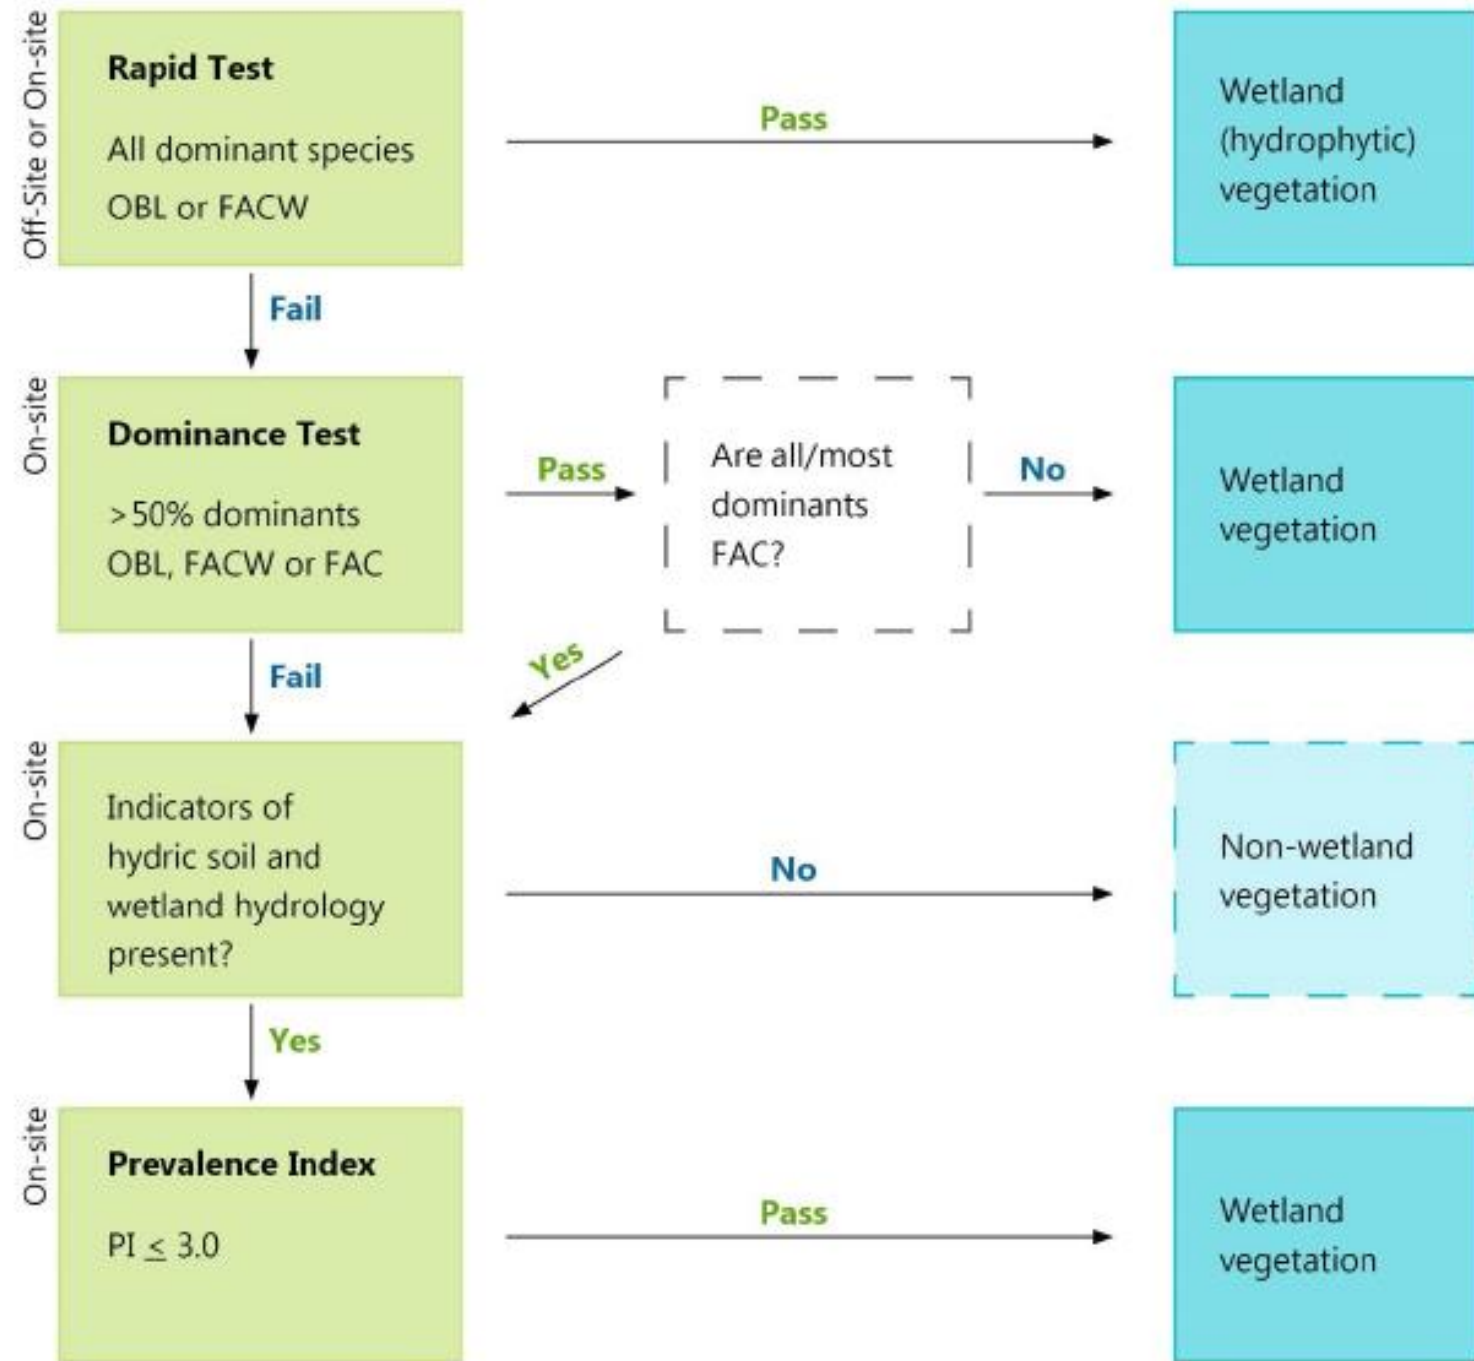 Off-Site or On-site
Rapid Test
All dominant species
OBL or FACW
Pass
Wetland
(hydrophytic)
vegetation
Fail
On-site
Dominance Test
>50% dominants
OBL, FACW or FAC
Pass
Are all/most
dominants
FAC?
No
Wetland
vegetation
Fail
Yes
On-site
Indicators of
hydric soil and
wetland hydrology
present?
No
Non-wetland
vegetation
Yes
On-site
Prevalence Index
PI ≤ 3.0
Pass
Wetland
vegetation